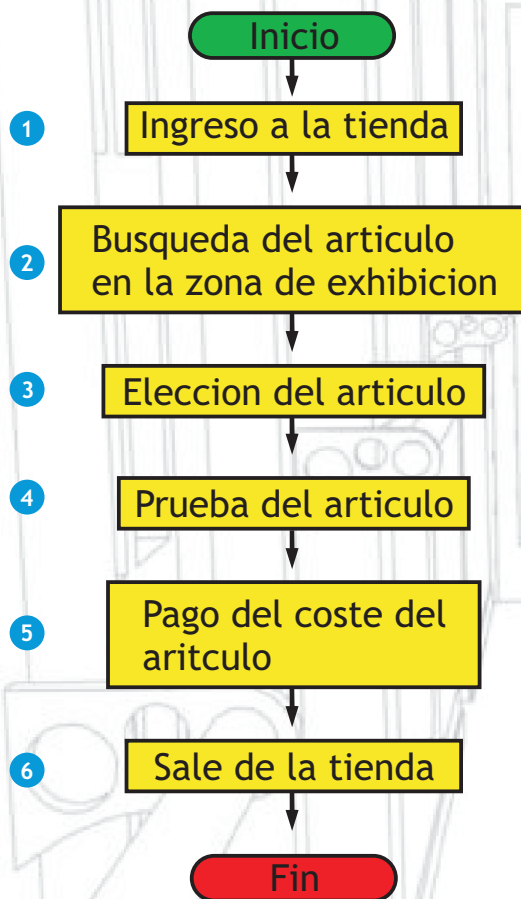 Inicio
1
Ingreso a la tienda
2
Busqueda del articulo
en la zona de exhibicion
3
Eleccion del articulo
4
Prueba del articulo
5
Pago del coste del
aritculo
6
Sale de la tienda
Fin